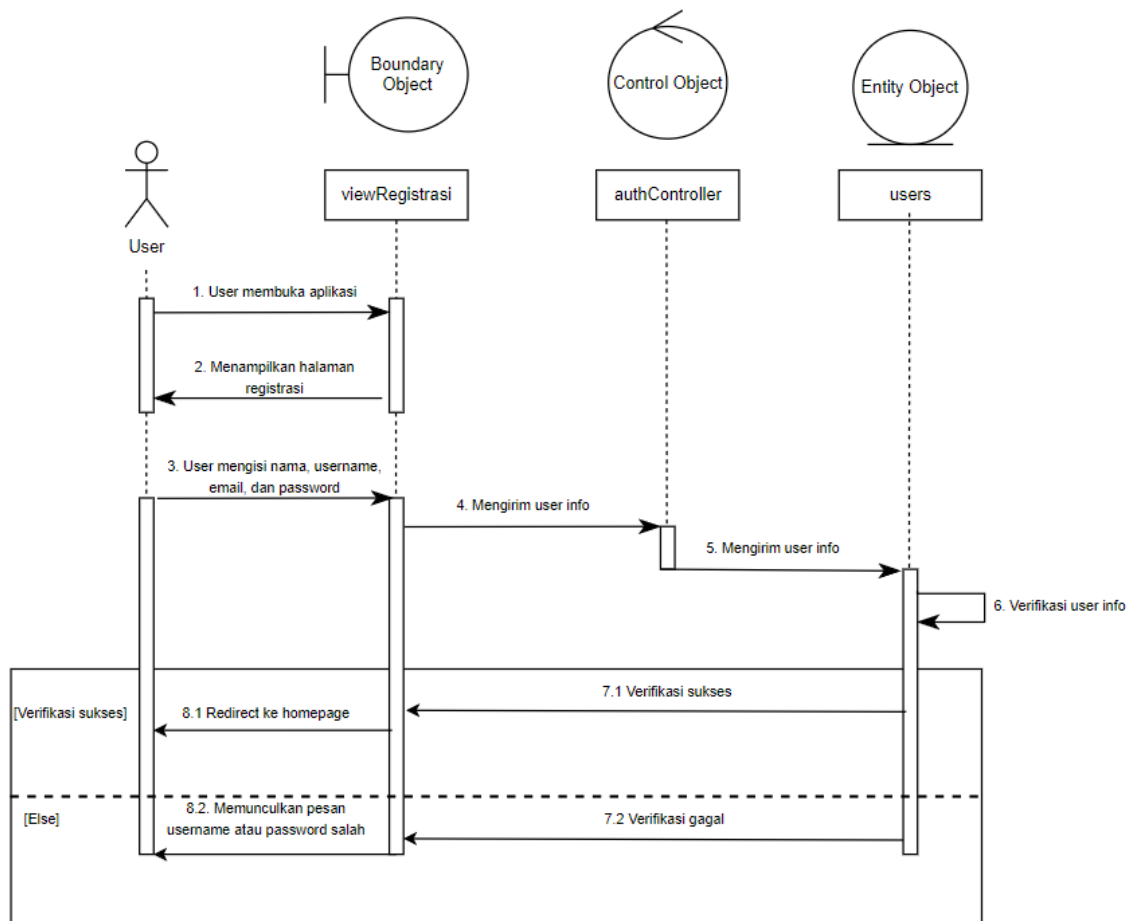 Boundary
Object
Control Object
Entity Object
viewRegistrasi
authController
users
User
1. User membuka aplikasi
2. Menampilkan halaman
registrasi
3. User mengisi nama, username,
email, dan password
4. Mengirim user info
5. Mengirim user info
6. Verifikasi user info
7.1 Verifikasi sukses
[Verifikasi sukses]
8.1 Redirect ke homepage
8.2. Memunculkan pesan
username atau password salah
[Else]
7.2 Verifikasi gagal